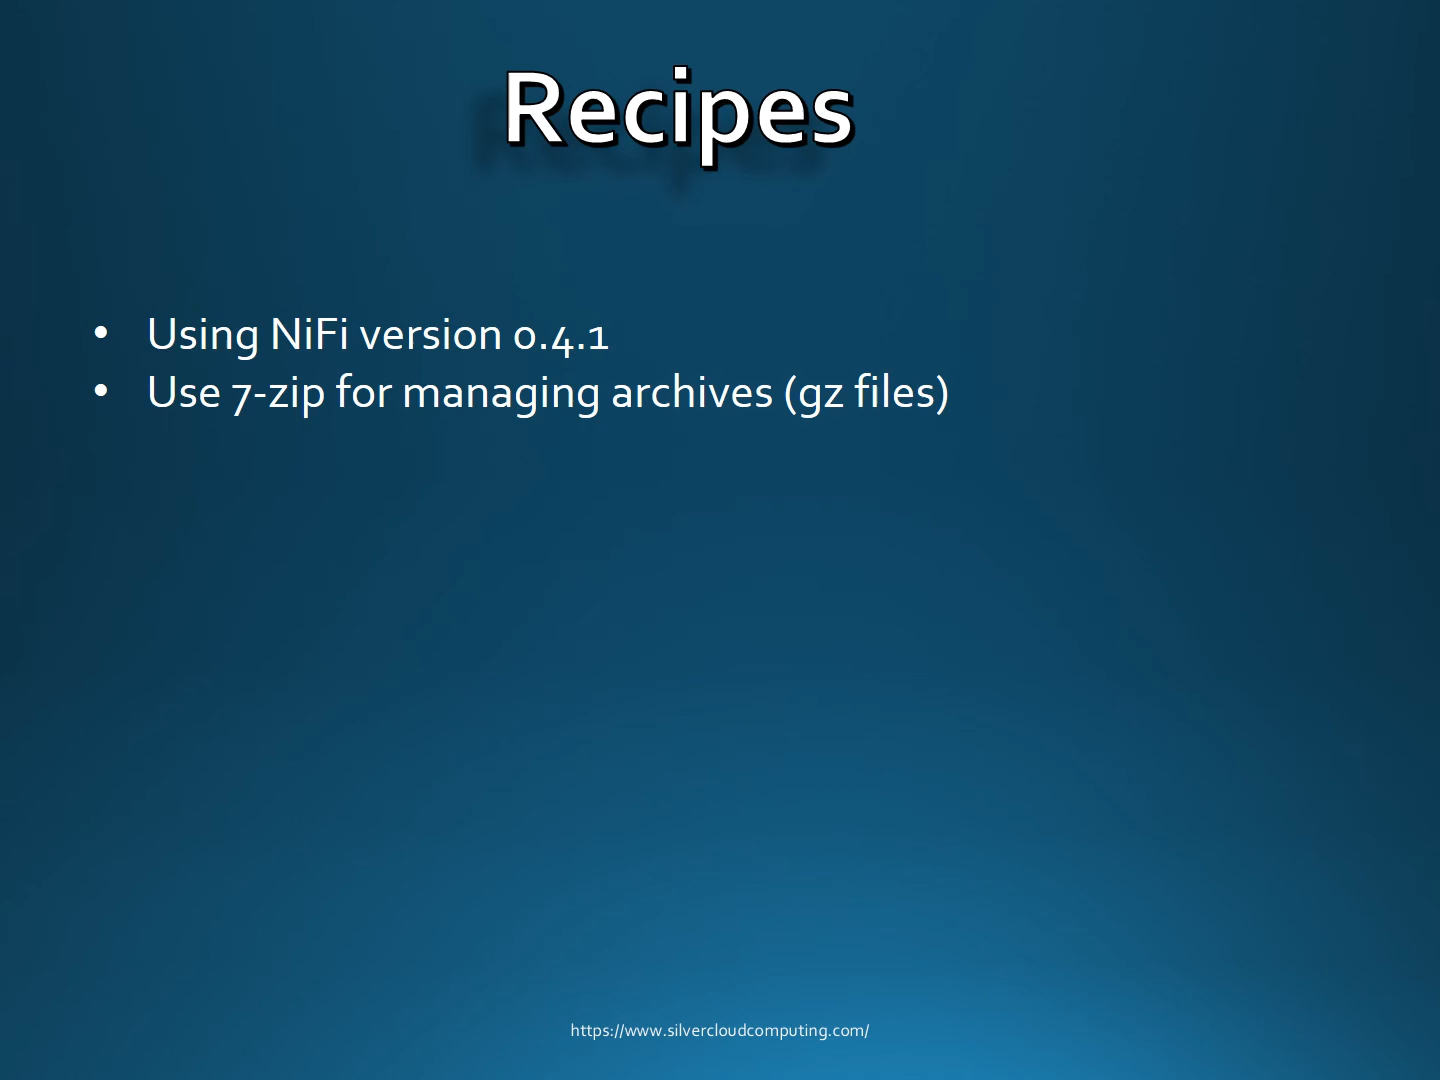 Recipes
• Using NiFi version 0.4.1
• Use 7-zip for managing archives (gz files)
https://www.silvercloudcomputing.com/